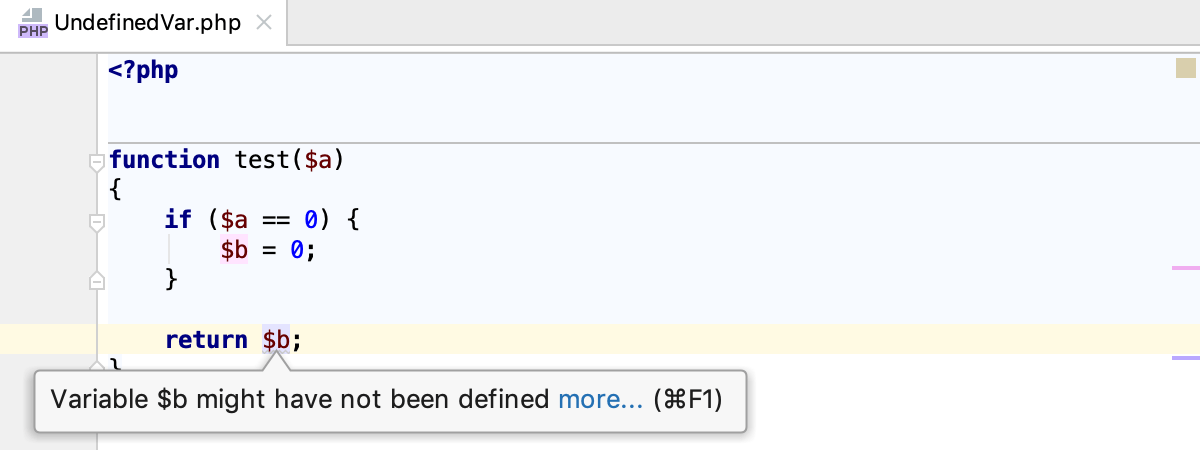 PHP UndefinedVar.php
<?php
function test($a)
{
    if ($a == 0) {
        $b = 0;
    }
    return $b;
}
Variable $b might have not been defined more... (⌘F1)